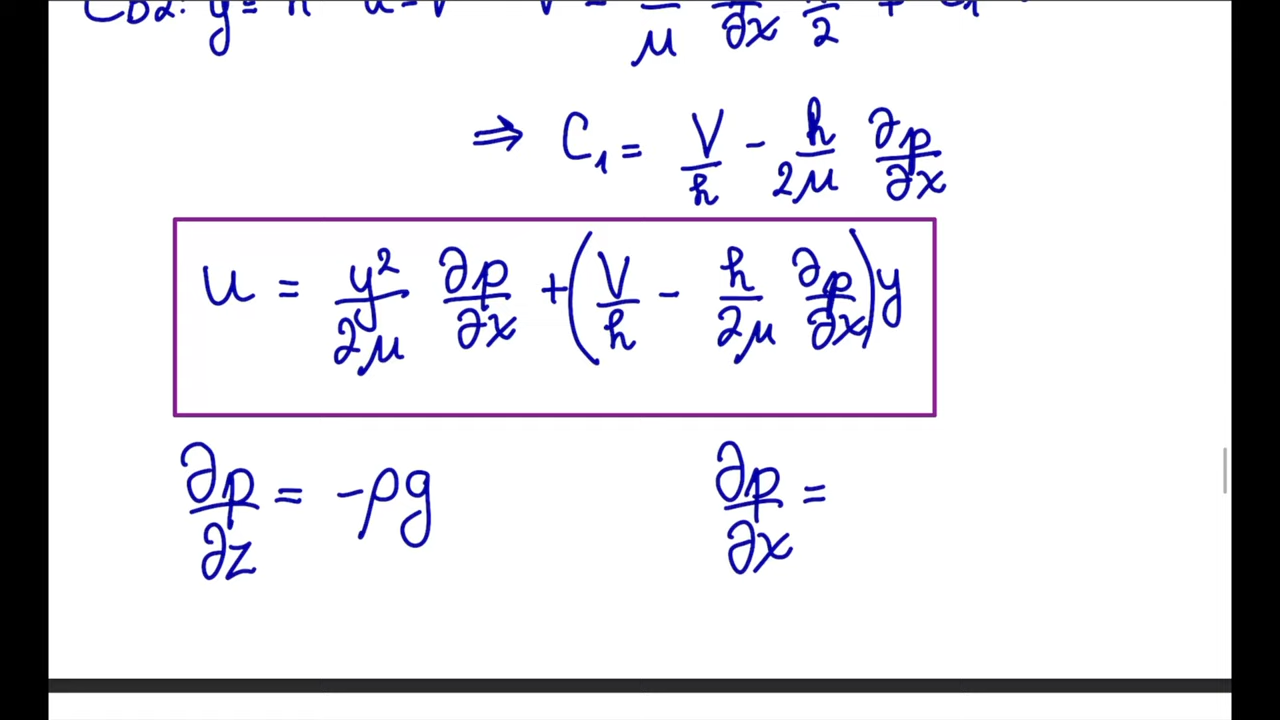 ⇒ C₁ = V/h - h/2μ ∂p/∂x
u = y²/2μ ∂p/∂x + (V/h - h/2μ ∂p/∂x) y
∂p/∂z = -ρg    ∂p/∂x =